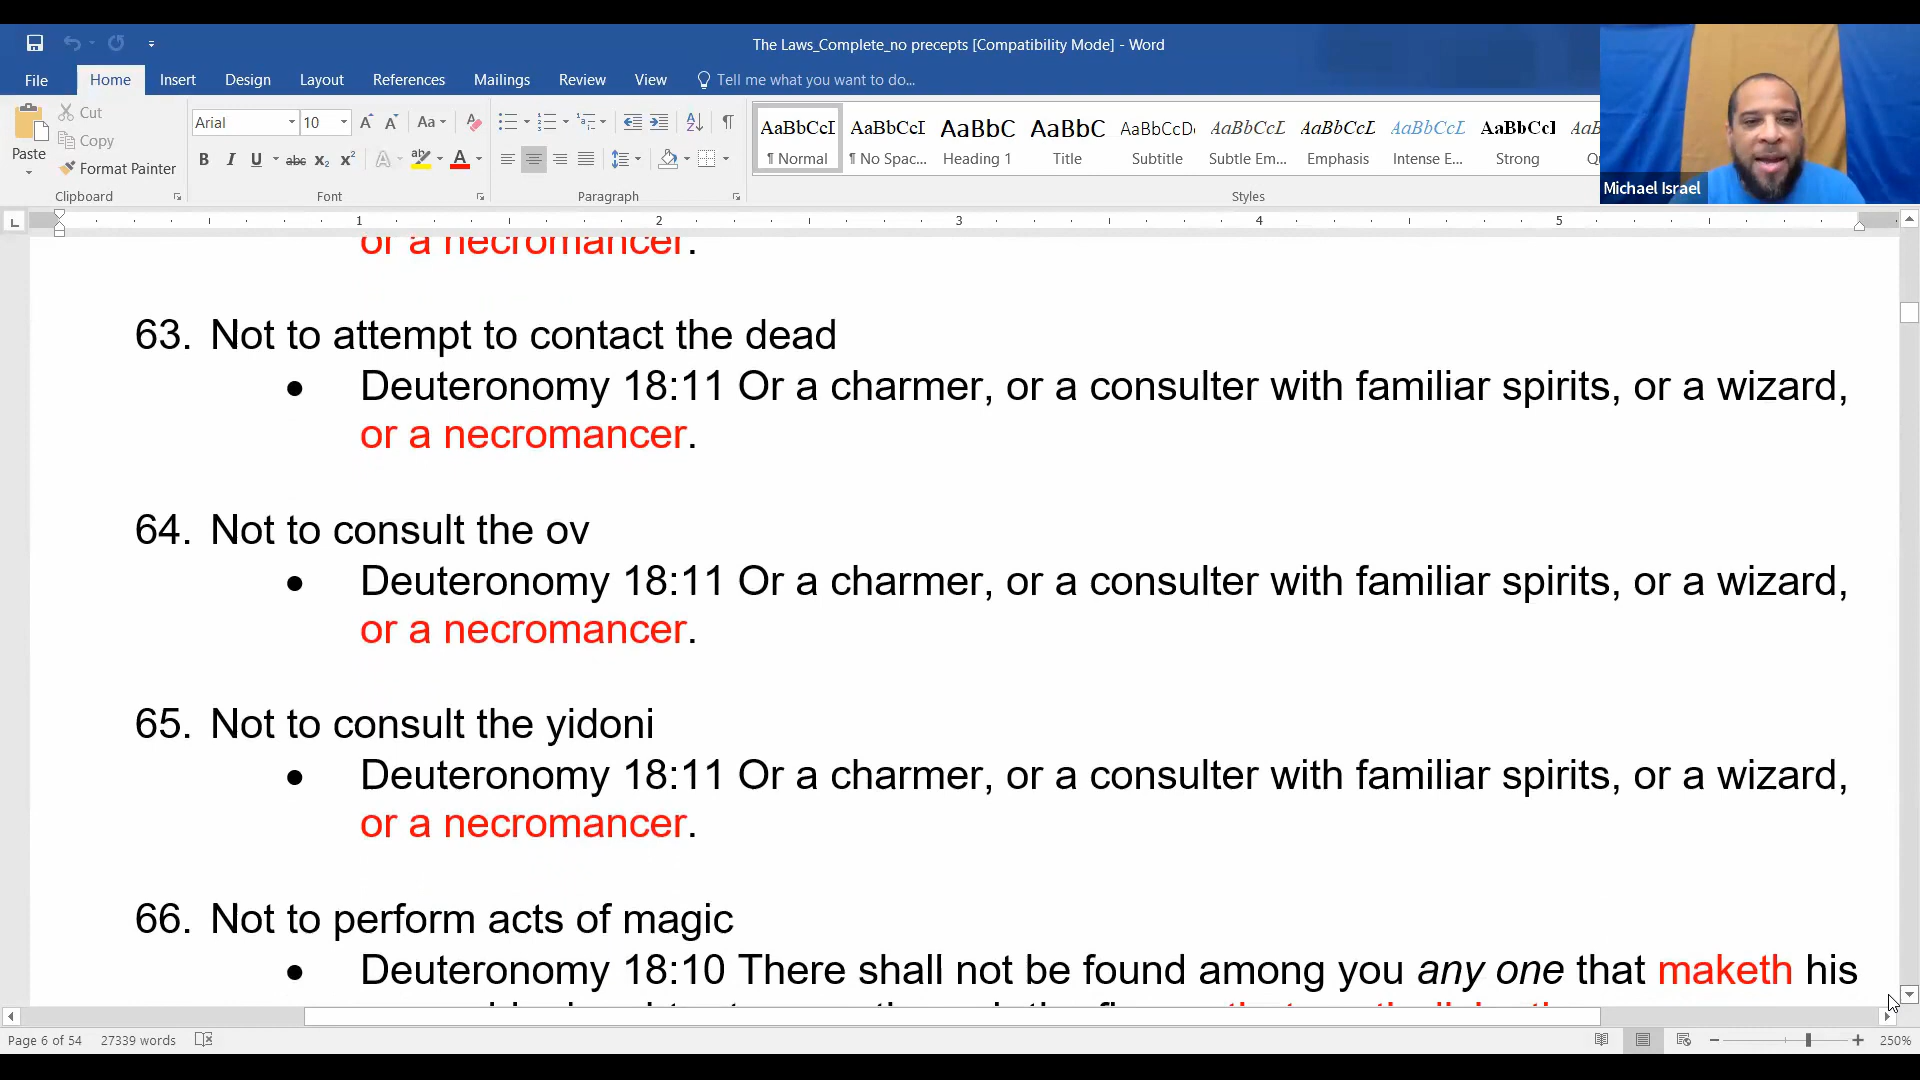 The Laws_Complete_no precepts [Compatibility Mode] - Word
File Home Insert Design Layout References Mailings Review View Tell me what you want to do...
Cut
Copy
Paste
Format Painter
Clipboard
Arial 10
Font
Paragraph
AaBbCcI AaBbCcI AaBbC AaBbC AaBbCcD AaBbCcL AaBbCcL AaBbCcL AaBbCcI
¶ Normal ¶ No Spac... Heading 1 Title Subtitle Subtle Em... Emphasis Intense E... Strong
Styles
Michael Israel
1 2 3 4 5
or a necromancer.
63. Not to attempt to contact the dead
• Deuteronomy 18:11 Or a charmer, or a consulter with familiar spirits, or a wizard,
or a necromancer.
64. Not to consult the ov
• Deuteronomy 18:11 Or a charmer, or a consulter with familiar spirits, or a wizard,
or a necromancer.
65. Not to consult the yidoni
• Deuteronomy 18:11 Or a charmer, or a consulter with familiar spirits, or a wizard,
or a necromancer.
66. Not to perform acts of magic
• Deuteronomy 18:10 There shall not be found among you any one that maketh his
Page 6 of 54 27339 words
250%